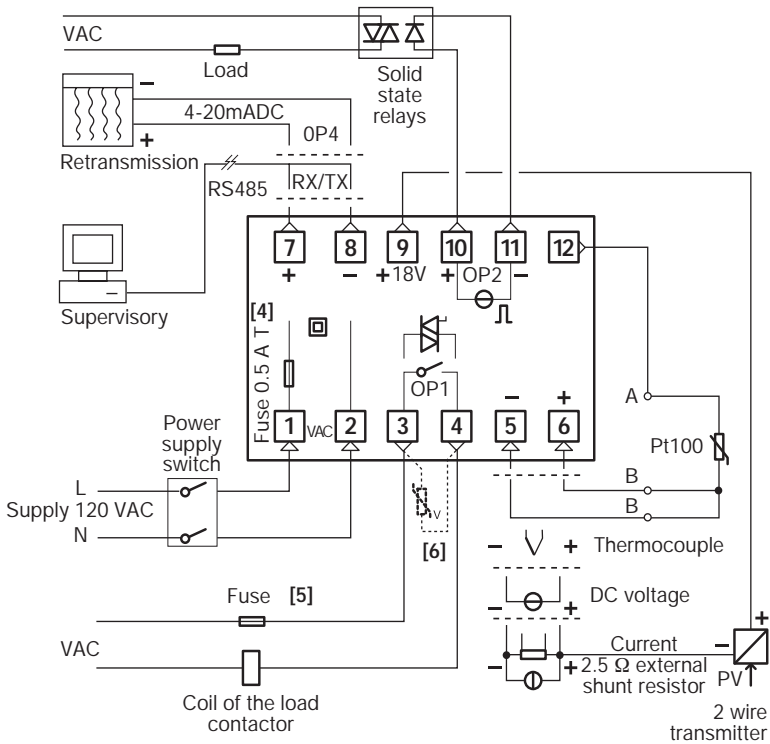 VAC
Load
Solid
state
relays
−
4-20mADC
+
OP4
Retransmission
RS485
RX/TX
7 8 9 10 11 12
+ − +18V + OP2 −
Supervisory
[4]
Fuse 0.5 A T
OP1
− +
1 VAC 2 3 4 5 6
A
Pt100
B
B
Power
supply
switch
L
Supply 120 VAC
N
V
[6]
− + Thermocouple
− + DC voltage
Fuse [5]
VAC
Coil of the load
contactor
− +
Current
2.5 Ω external
shunt resistor
− +
PV
2 wire
transmitter